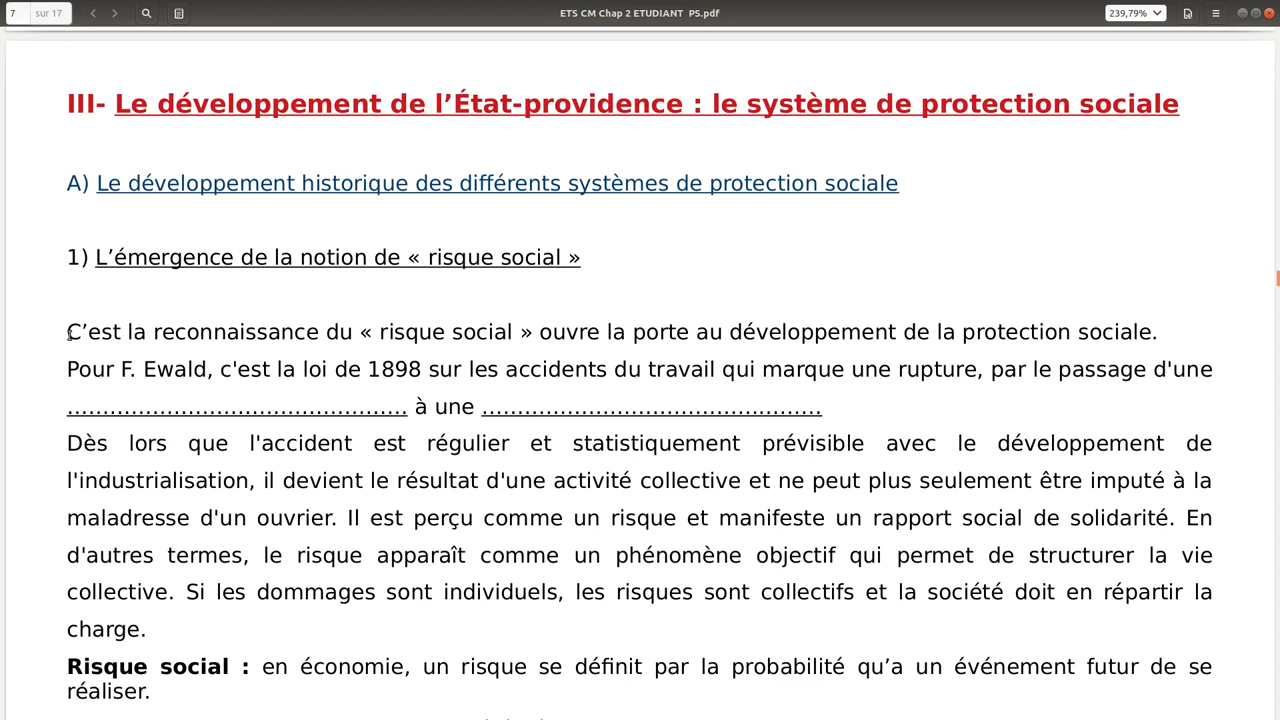 7 sur 17 ETS CM Chap 2 ETUDIANT PS.pdf 239,79%
III- Le développement de l’État-providence : le système de protection sociale
A) Le développement historique des différents systèmes de protection sociale
1) L’émergence de la notion de « risque social »
C’est la reconnaissance du « risque social » ouvre la porte au développement de la protection sociale.
Pour F. Ewald, c'est la loi de 1898 sur les accidents du travail qui marque une rupture, par le passage d'une
………………………………………… à une …………………………………………
Dès lors que l'accident est régulier et statistiquement prévisible avec le développement de
l'industrialisation, il devient le résultat d'une activité collective et ne peut plus seulement être imputé à la
maladresse d'un ouvrier. Il est perçu comme un risque et manifeste un rapport social de solidarité. En
d'autres termes, le risque apparaît comme un phénomène objectif qui permet de structurer la vie
collective. Si les dommages sont individuels, les risques sont collectifs et la société doit en répartir la
charge.
Risque social : en économie, un risque se définit par la probabilité qu’a un événement futur de se
réaliser.